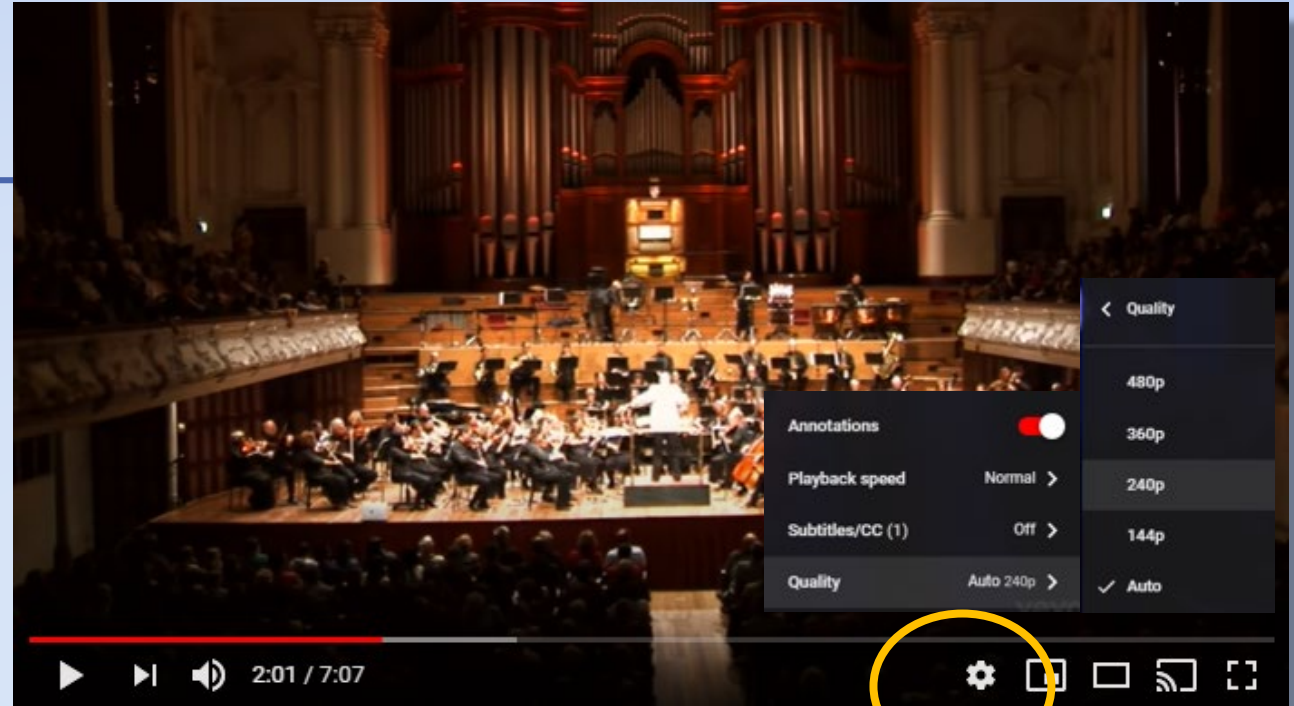 Quality
480p
360p
240p
144p
Auto
Annotations
Playback speed Normal
Subtitles/CC (1) Off
Quality Auto 240p
2:01 / 7:07